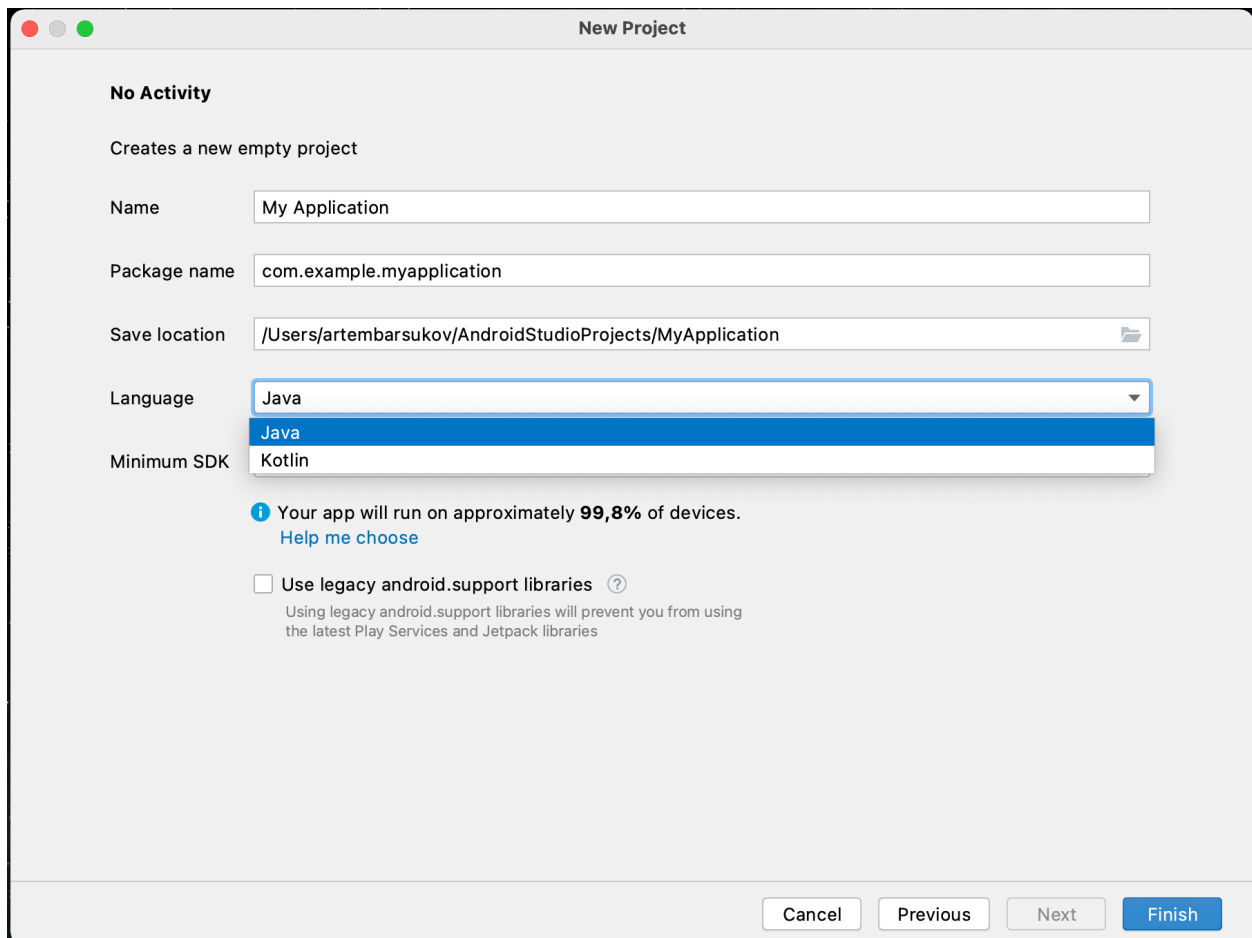 New Project
No Activity
Creates a new empty project
Name My Application
Package name com.example.myapplication
Save location /Users/artembarsukov/AndroidStudioProjects/MyApplication
Language Java
Java
Minimum SDK Kotlin
Your app will run on approximately 99,8% of devices.
Help me choose
Use legacy android.support libraries ?
Using legacy android.support libraries will prevent you from using
the latest Play Services and Jetpack libraries
Cancel Previous Next Finish